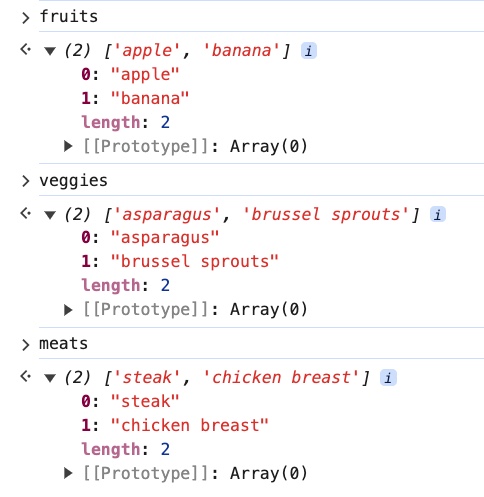 fruits
(2) ['apple', 'banana'] i
0: "apple"
1: "banana"
length: 2
[[Prototype]]: Array(0)
veggies
(2) ['asparagus', 'brussel sprouts'] i
0: "asparagus"
1: "brussel sprouts"
length: 2
[[Prototype]]: Array(0)
meats
(2) ['steak', 'chicken breast'] i
0: "steak"
1: "chicken breast"
length: 2
[[Prototype]]: Array(0)